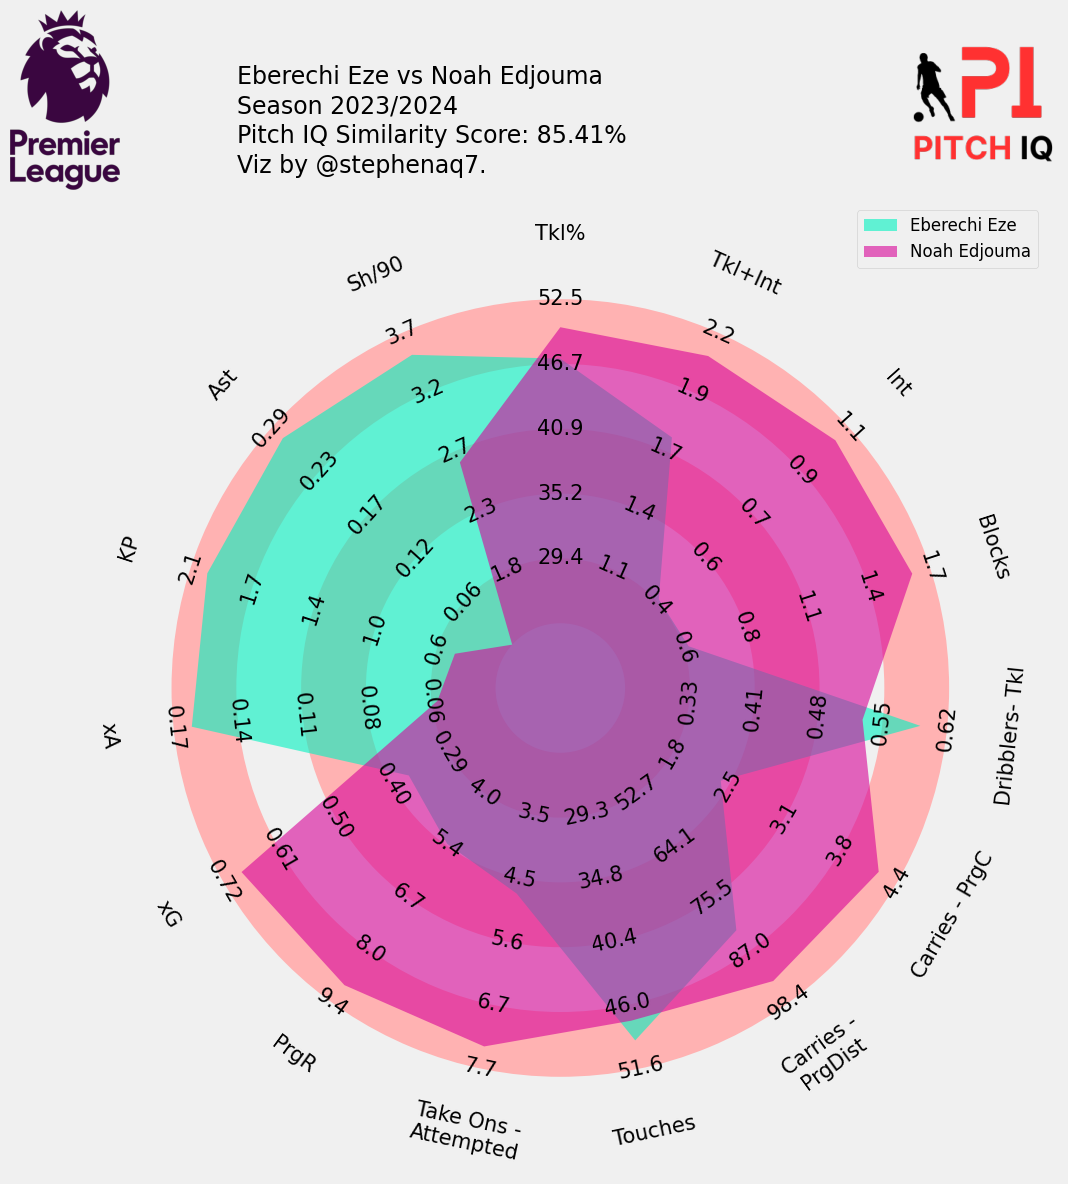 Eberechi Eze vs Noah Edjouma
Season 2023/2024
Pitch IQ Similarity Score: 85.41%
Viz by @stephenaq7.
Premier
League
PI
PITCH IQ
Eberechi Eze
Noah Edjouma
Tkl%
52.5
46.7
40.9
35.2
29.4
Tkl+Int
2.2
1.9
1.7
1.4
1.1
Int
1.1
0.9
0.7
0.6
0.4
Blocks
1.7
1.4
1.1
0.8
0.6
Dribblers- Tkl
0.62
0.55
0.48
0.41
0.33
Carries - PrgC
4.4
3.8
3.1
2.5
1.8
Carries -
PrgDist
98.4
87.0
75.5
64.1
52.7
Touches
51.6
46.0
40.4
34.8
29.3
Take Ons -
Attempted
7.7
6.7
5.6
4.5
3.5
PrgR
9.4
8.0
6.7
5.4
4.0
xG
0.72
0.61
0.50
0.40
0.29
xA
0.17
0.14
0.11
0.08
0.06
KP
2.1
1.7
1.4
1.0
0.6
Ast
0.29
0.23
0.17
0.12
0.06
Sh/90
3.7
3.2
2.7
2.3
1.8